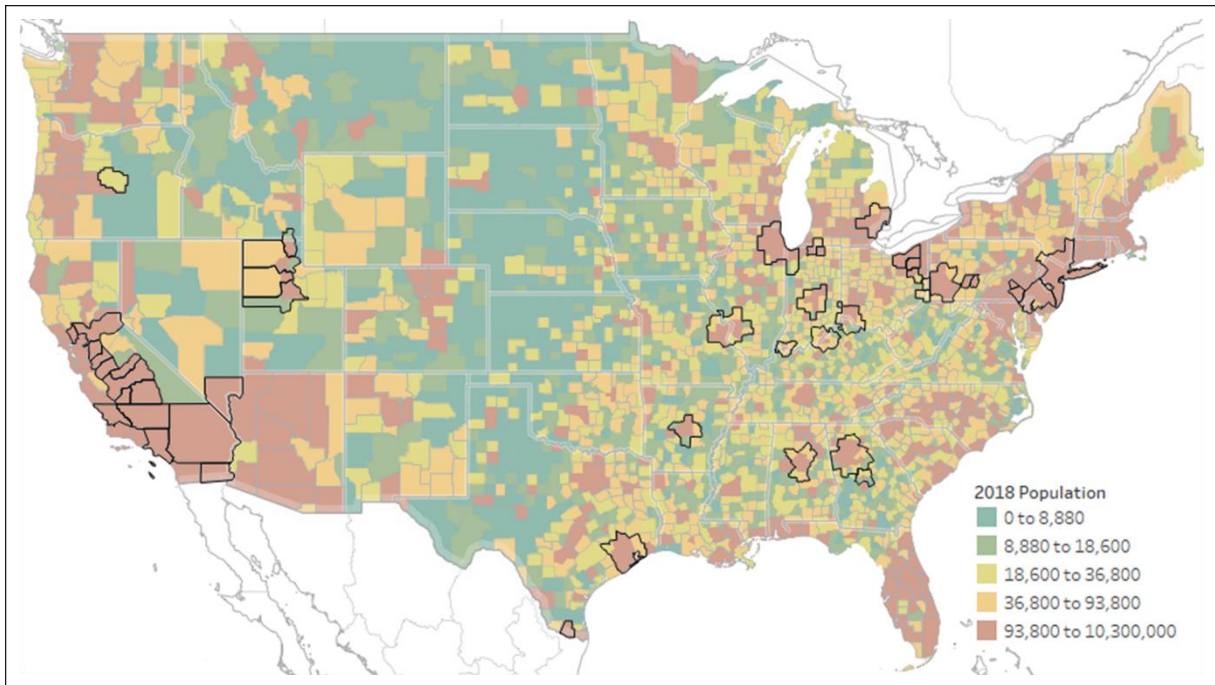 2018 Population
0 to 8,880
8,880 to 18,600
18,600 to 36,800
36,800 to 93,800
93,800 to 10,300,000